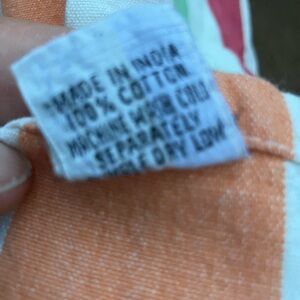 MADE IN INDIA
100% COTTON
MACHINE WASH COLD
SEPARATELY
DRY LOW